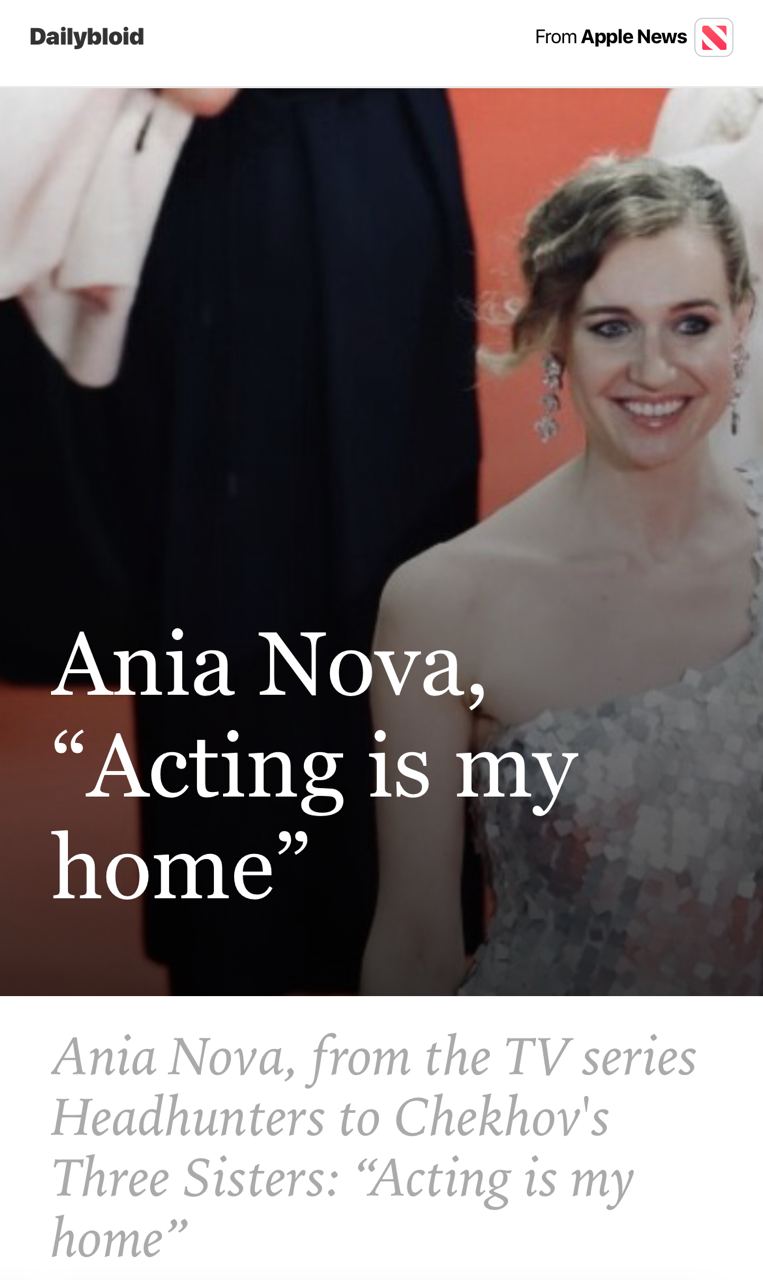 Dailybloid
From Apple News
Ania Nova,
“Acting is my
home”
Ania Nova, from the TV series
Headhunters to Chekhov's
Three Sisters: “Acting is my
home”